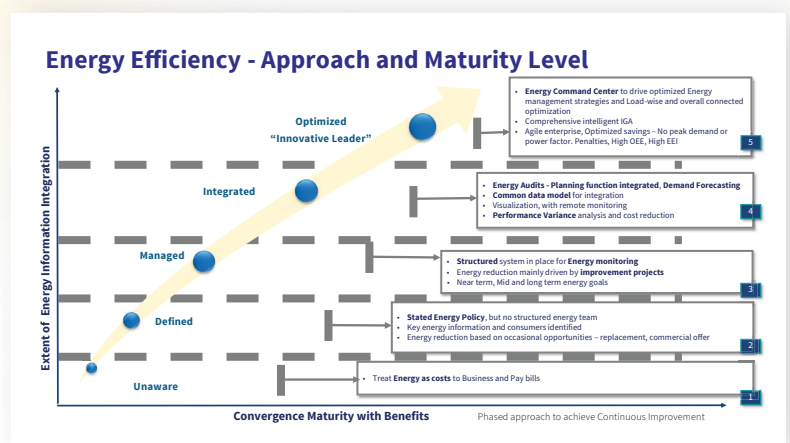 Energy Efficiency - Approach and Maturity Level
Extent of Energy Information Integration
Optimized
“Innovative Leader”
Integrated
Managed
Defined
Unaware
• Energy Command Center to drive optimized Energy
management strategies and Load-wise and overall connected
optimization
• Comprehensive intelligent IGA
• Agile enterprise, Optimized savings – No peak demand or
power factor. Penalties, High OEE, High EEI
5
• Energy Audits - Planning function integrated, Demand Forecasting
• Common data model for integration
• Visualization, with remote monitoring
• Performance Variance analysis and cost reduction
4
• Structured system in place for Energy monitoring
• Energy reduction mainly driven by improvement projects
• Near term, Mid and long term energy goals
3
• Stated Energy Policy, but no structured energy team
• Key energy information and consumers identified
• Energy reduction based on occasional opportunities – replacement, commercial offer
2
• Treat Energy as costs to Business and Pay bills
1
Convergence Maturity with Benefits
Phased approach to achieve Continuous Improvement